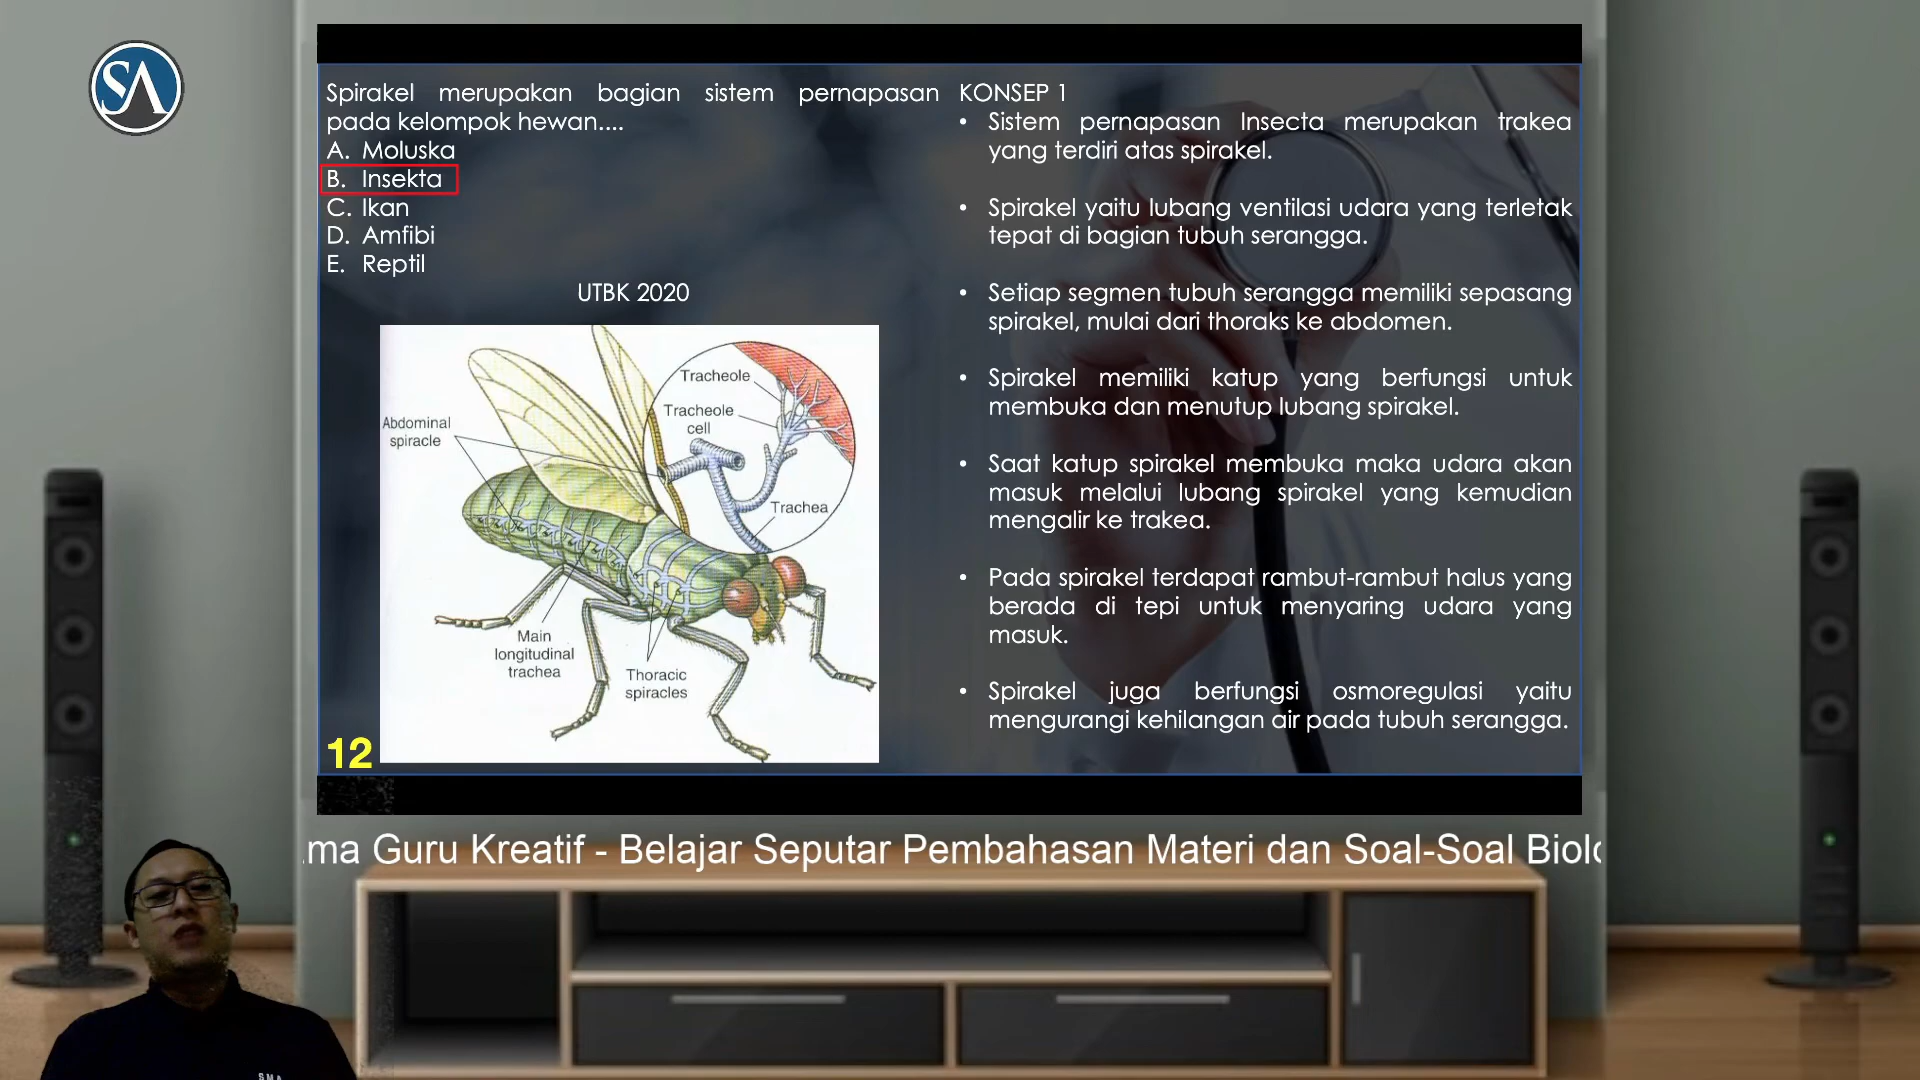 SA
Spirakel merupakan bagian sistem pernapasan
pada kelompok hewan....
A. Moluska
B. Insekta
C. Ikan
D. Amfibi
E. Reptil
UTBK 2020
Abdominal
spiracle
Tracheole
Tracheole
cell
Trachea
Main
longitudinal
trachea
Thoracic
spiracles
12
KONSEP 1
• Sistem pernapasan Insecta merupakan trakea
yang terdiri atas spirakel.
• Spirakel yaitu lubang ventilasi udara yang terletak
tepat di bagian tubuh serangga.
• Setiap segmen tubuh serangga memiliki sepasang
spirakel, mulai dari thoraks ke abdomen.
• Spirakel memiliki katup yang berfungsi untuk
membuka dan menutup lubang spirakel.
• Saat katup spirakel membuka maka udara akan
masuk melalui lubang spirakel yang kemudian
mengalir ke trakea.
• Pada spirakel terdapat rambut-rambut halus yang
berada di tepi untuk menyaring udara yang
masuk.
• Spirakel juga berfungsi osmoregulasi yaitu
mengurangi kehilangan air pada tubuh serangga.
ma Guru Kreatif - Belajar Seputar Pembahasan Materi dan Soal-Soal Biolo
SMA